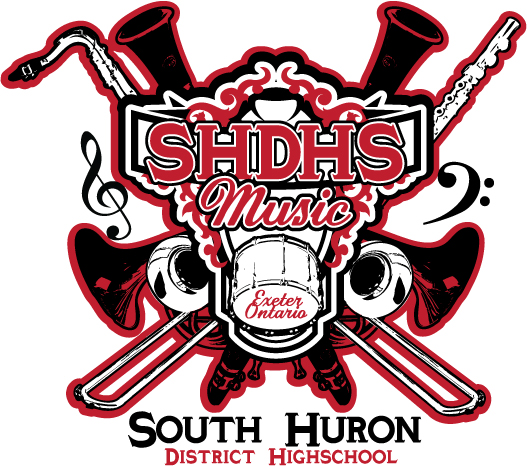 SHDHS
Music
Exeter
Ontario
South Huron
District Highschool